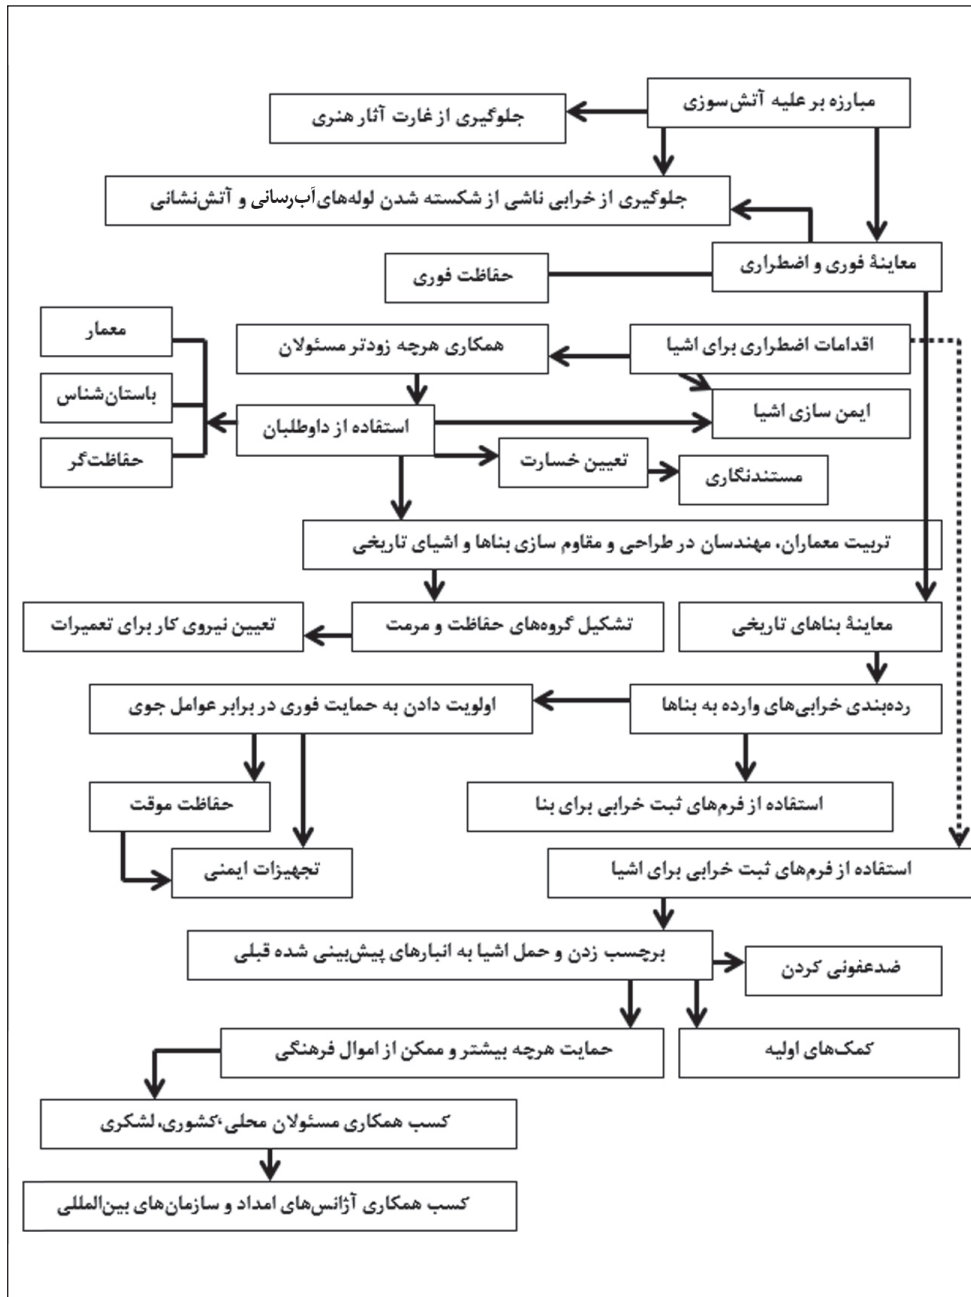 مبارزه بر علیه آتش‌سوزی
جلوگیری از غارت آثار هنری
جلوگیری از خرابی ناشی از شکسته شدن لوله‌های آب‌رسانی و آتش‌نشانی
معاینهٔ فوری و اضطراری
حفاظت فوری
معمار
همکاری هرچه زودتر مسئولان
اقدامات اضطراری برای اشیا
باستان‌شناس
ایمن سازی اشیا
استفاده از داوطلبان
حفاظت‌گر
تعیین خسارت
مستندنگاری
تربیت معماران، مهندسان در طراحی و مقاوم سازی بناها و اشیای تاریخی
معاینهٔ بناهای تاریخی
تشکیل گروه‌های حفاظت و مرمت
تعیین نیروی کار برای تعمیرات
رده‌بندی خرابی‌های وارده به بناها
اولویت دادن به حمایت فوری در برابر عوامل جوی
حفاظت موقت
استفاده از فرم‌های ثبت خرابی برای بنا
تجهیزات ایمنی
استفاده از فرم‌های ثبت خرابی برای اشیا
برچسب زدن و حمل اشیا به انبارهای پیش‌بینی شده قبلی
ضدعفونی کردن
کمک‌های اولیه
حمایت هرچه بیشتر و ممکن از اموال فرهنگی
کسب همکاری مسئولان محلی،کشوری، لشکری
کسب همکاری آژانس‌های امداد و سازمان‌های بین‌المللی